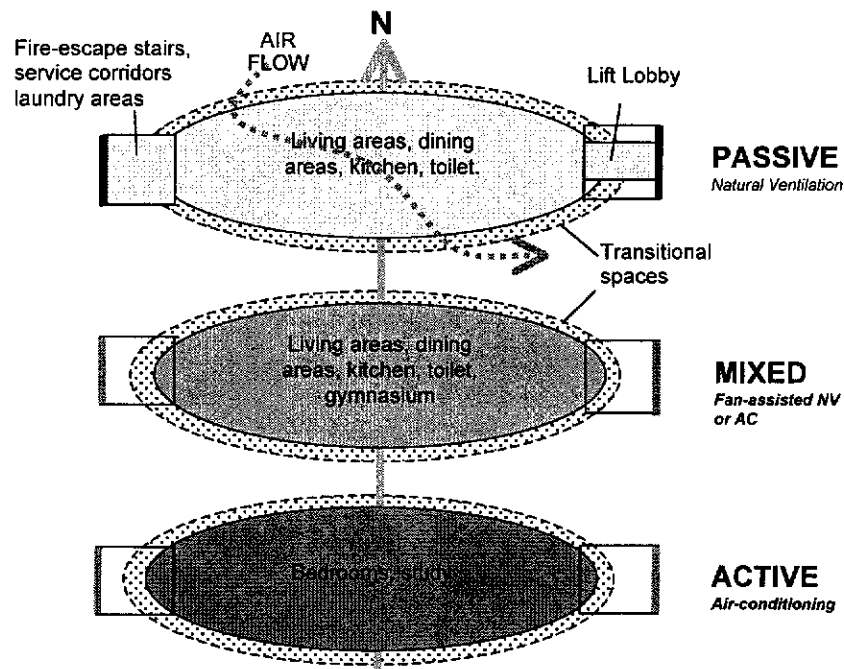 N
Fire-escape stairs,
service corridors
laundry areas
AIR
FLOW
Lift Lobby
Living areas, dining
areas, kitchen, toilet.
PASSIVE
Natural Ventilation
Transitional
spaces
Living areas, dining
areas, kitchen, toilet,
gymnasium
MIXED
Fan-assisted NV
or AC
Bedrooms, study
ACTIVE
Air-conditioning